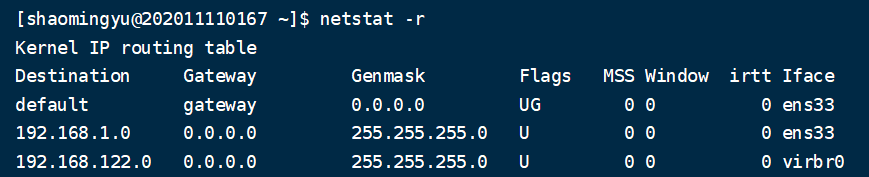 [shaomingyu@202011110167 ~]$ netstat -r
Kernel IP routing table
Destination     Gateway         Genmask         Flags   MSS Window  irtt Iface
default         gateway         0.0.0.0         UG        0 0          0 ens33
192.168.1.0     0.0.0.0         255.255.255.0   U         0 0          0 ens33
192.168.122.0   0.0.0.0         255.255.255.0   U         0 0          0 virbr0